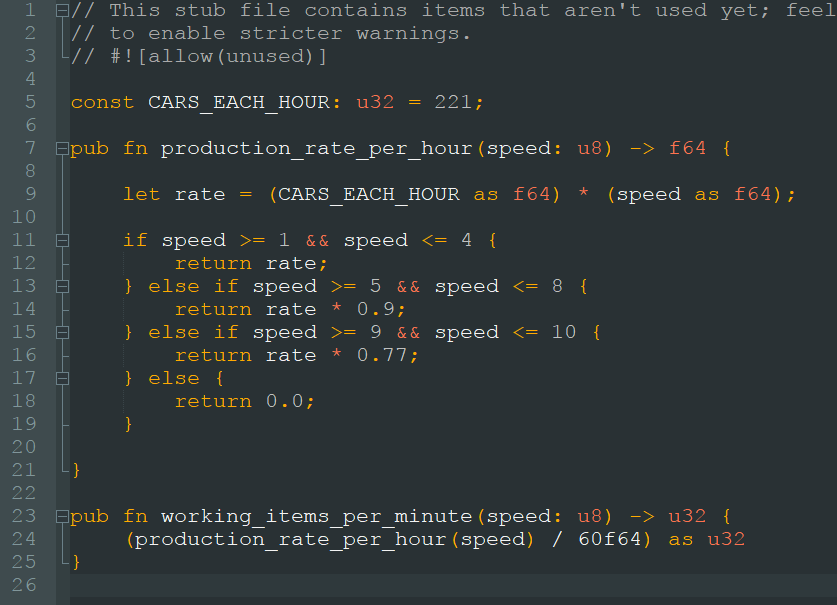 1 // This stub file contains items that aren't used yet; feel
2 // to enable stricter warnings.
3 // #![allow(unused)]
4
5 const CARS_EACH_HOUR: u32 = 221;
6
7 pub fn production_rate_per_hour(speed: u8) -> f64 {
8
9     let rate = (CARS_EACH_HOUR as f64) * (speed as f64);
10
11     if speed >= 1 && speed <= 4 {
12         return rate;
13     } else if speed >= 5 && speed <= 8 {
14         return rate * 0.9;
15     } else if speed >= 9 && speed <= 10 {
16         return rate * 0.77;
17     } else {
18         return 0.0;
19     }
20
21 }
22
23 pub fn working_items_per_minute(speed: u8) -> u32 {
24     (production_rate_per_hour(speed) / 60f64) as u32
25 }
26